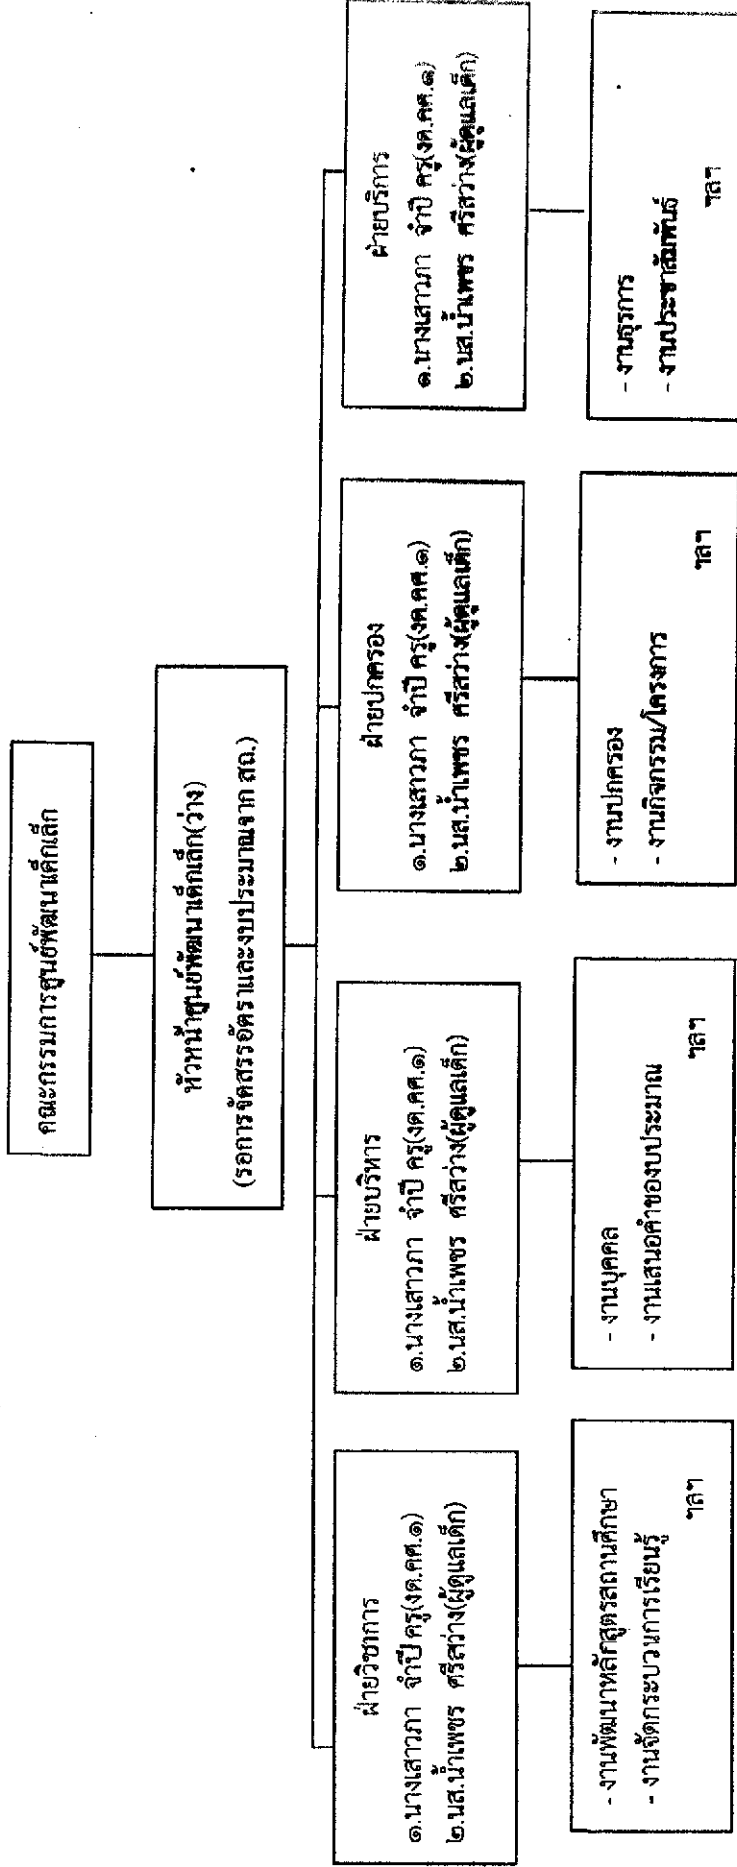 คณะกรรมการศูนย์พัฒนาเด็กเล็ก
หัวหน้าศูนย์พัฒนาเด็กเล็ก(ว่าง)
(รอการจัดสรรอัตราและงบประมาณจาก สถ.)
ฝ่ายวิชาการ
๑.นางเสาวภา จำปี ครู(งด.คศ.๑)
๒.นส.น้ำเพชร ศรีสว่าง(ผู้ดูแลเด็ก)
ฝ่ายบริหาร
๑.นางเสาวภา จำปี ครู(งด.คศ.๑)
๒.นส.น้ำเพชร ศรีสว่าง(ผู้ดูแลเด็ก)
ฝ่ายปกครอง
๑.นางเสาวภา จำปี ครู(งด.คศ.๑)
๒.นส.น้ำเพชร ศรีสว่าง(ผู้ดูแลเด็ก)
ฝ่ายบริการ
๑.นางเสาวภา จำปี ครู(งด.คศ.๑)
๒.นส.น้ำเพชร ศรีสว่าง(ผู้ดูแลเด็ก)
- งานพัฒนาหลักสูตรสถานศึกษา
- งานจัดกระบวนการเรียนรู้
ฯลฯ
- งานบุคคล
- งานเสนอคำของบประมาณ
ฯลฯ
- งานปกครอง
- งานกิจกรรม/โครงการ
ฯลฯ
- งานธุรการ
- งานประชาสัมพันธ์
ฯลฯ